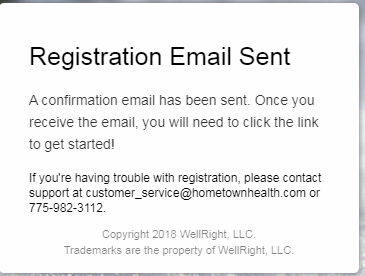 Registration Email Sent
A confirmation email has been sent. Once you
receive the email, you will need to click the link
to get started!
If you're having trouble with registration, please contact
support at customer_service@hometownhealth.com or
775-982-3112.
Copyright 2018 WellRight, LLC.
Trademarks are the property of WellRight, LLC.